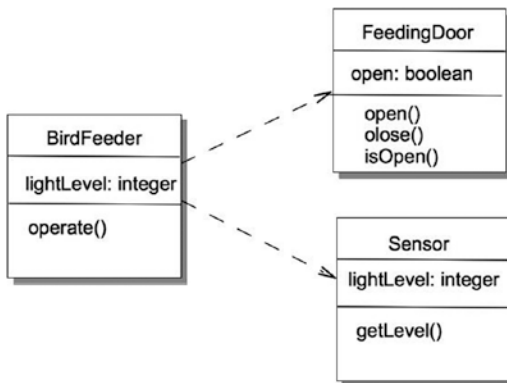 BirdFeeder
lightLevel: integer
operate()
FeedingDoor
open: boolean
open()
olose()
isOpen()
Sensor
lightLevel: integer
getLevel()